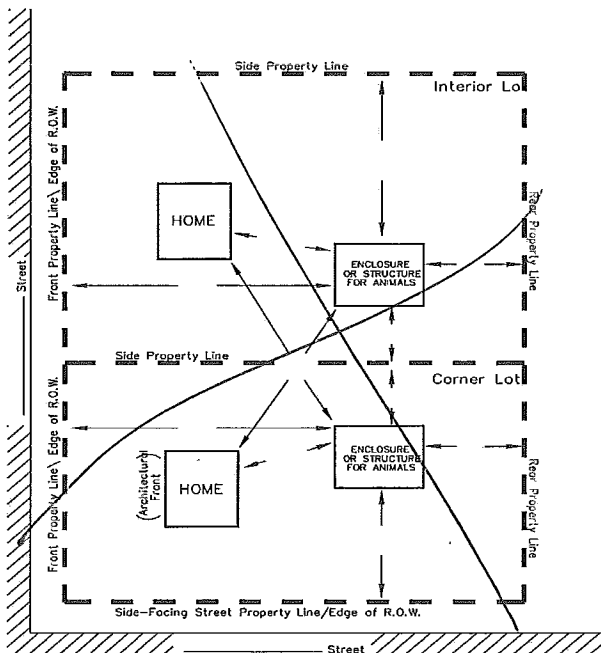 Side Property Line
Interior Lo
Front Property Line\ Edge of R.O.W.
Rear Property Line
HOME
ENCLOSURE
OR STRUCTURE
FOR ANIMALS
Street
Side Property Line
Corner Lot
Front Property Line\ Edge of R.O.W.
(Architectural
Front)
HOME
ENCLOSURE
OR STRUCTURE
FOR ANIMALS
Rear Property Line
Side-Facing Street Property Line/Edge of R.O.W.
Street